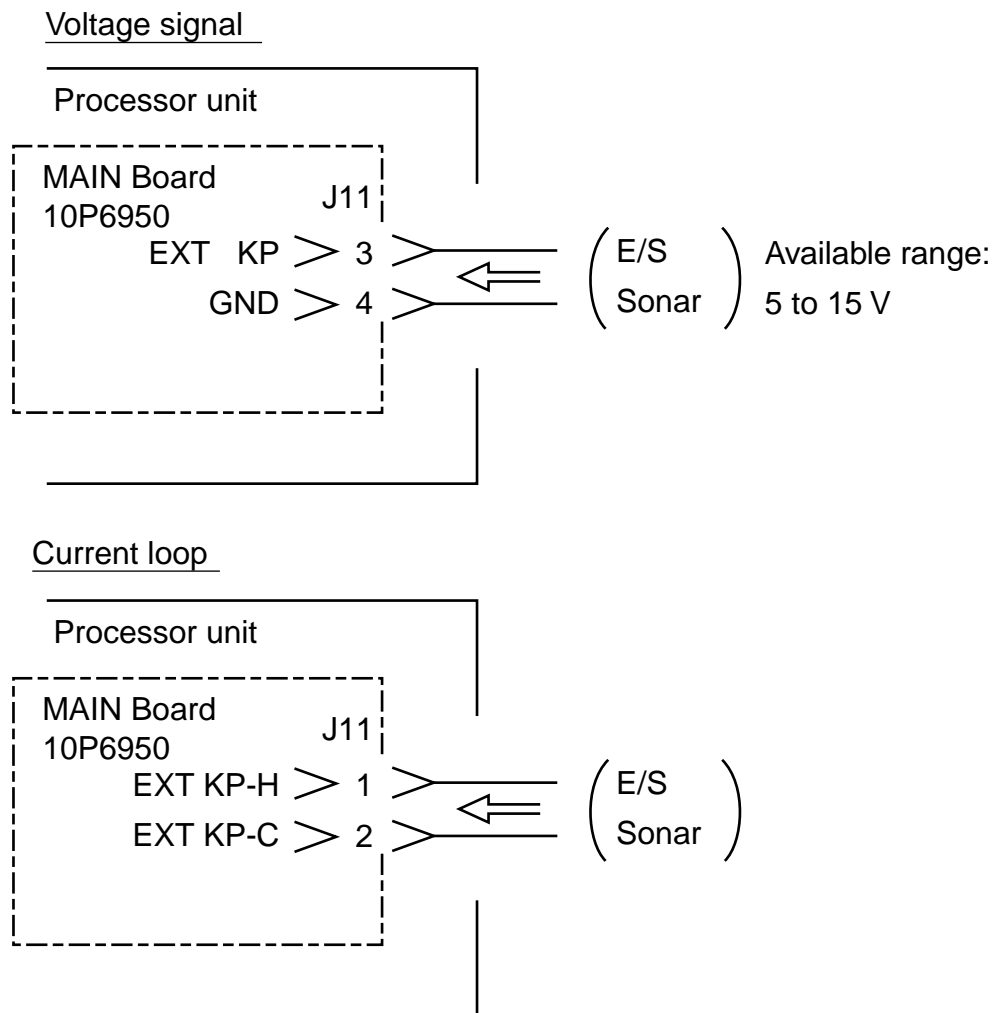 Voltage signal
Processor unit
MAIN Board
10P6950
J11
EXT KP 3
GND 4
E/S
Sonar
Available range:
5 to 15 V
Current loop
Processor unit
MAIN Board
10P6950
J11
EXT KP-H 1
EXT KP-C 2
E/S
Sonar